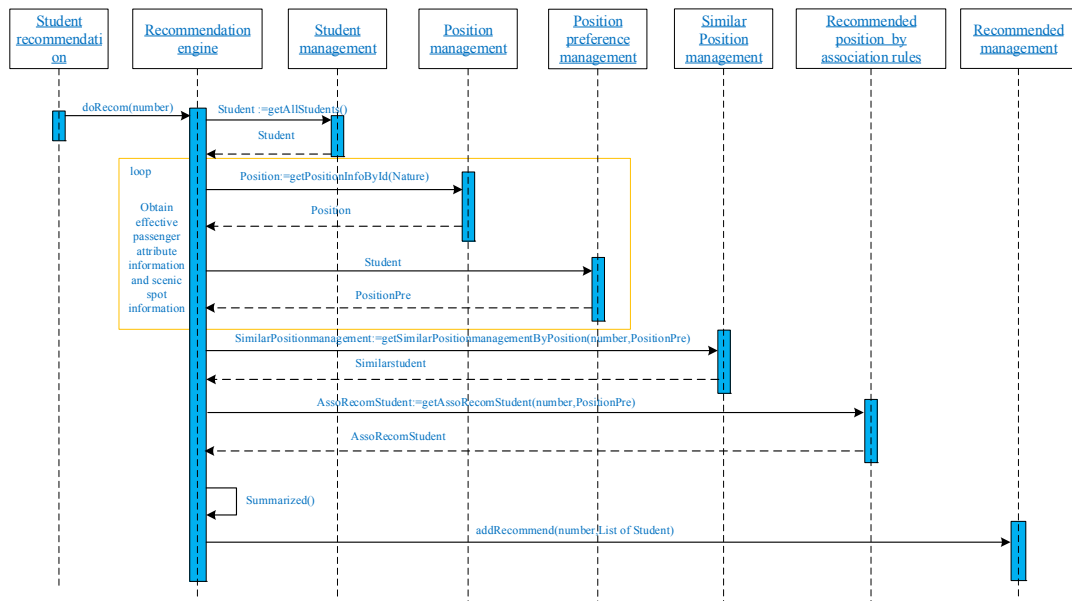 Student
recommendati
on
Recommendation
engine
Student
management
Position
management
Position
preference
management
Similar
Position
management
Recommended
position by
association rules
Recommended
management
doRecom(number)
Student :=getAllStudents()
Student
loop
Position:=getPositionInfoById(Nature)
Obtain
effective
passenger
attribute
information
and scenic
spot
information
Position
Student
PositionPre
SimilarPositionmanagement:=getSimilarPositionmanagementByPosition(number,PositionPre)
Similarstudent
AssoRecomStudent:=getAssoRecomStudent(number,PositionPre)
AssoRecomStudent
Summarized()
addRecommend(number,List of Student)